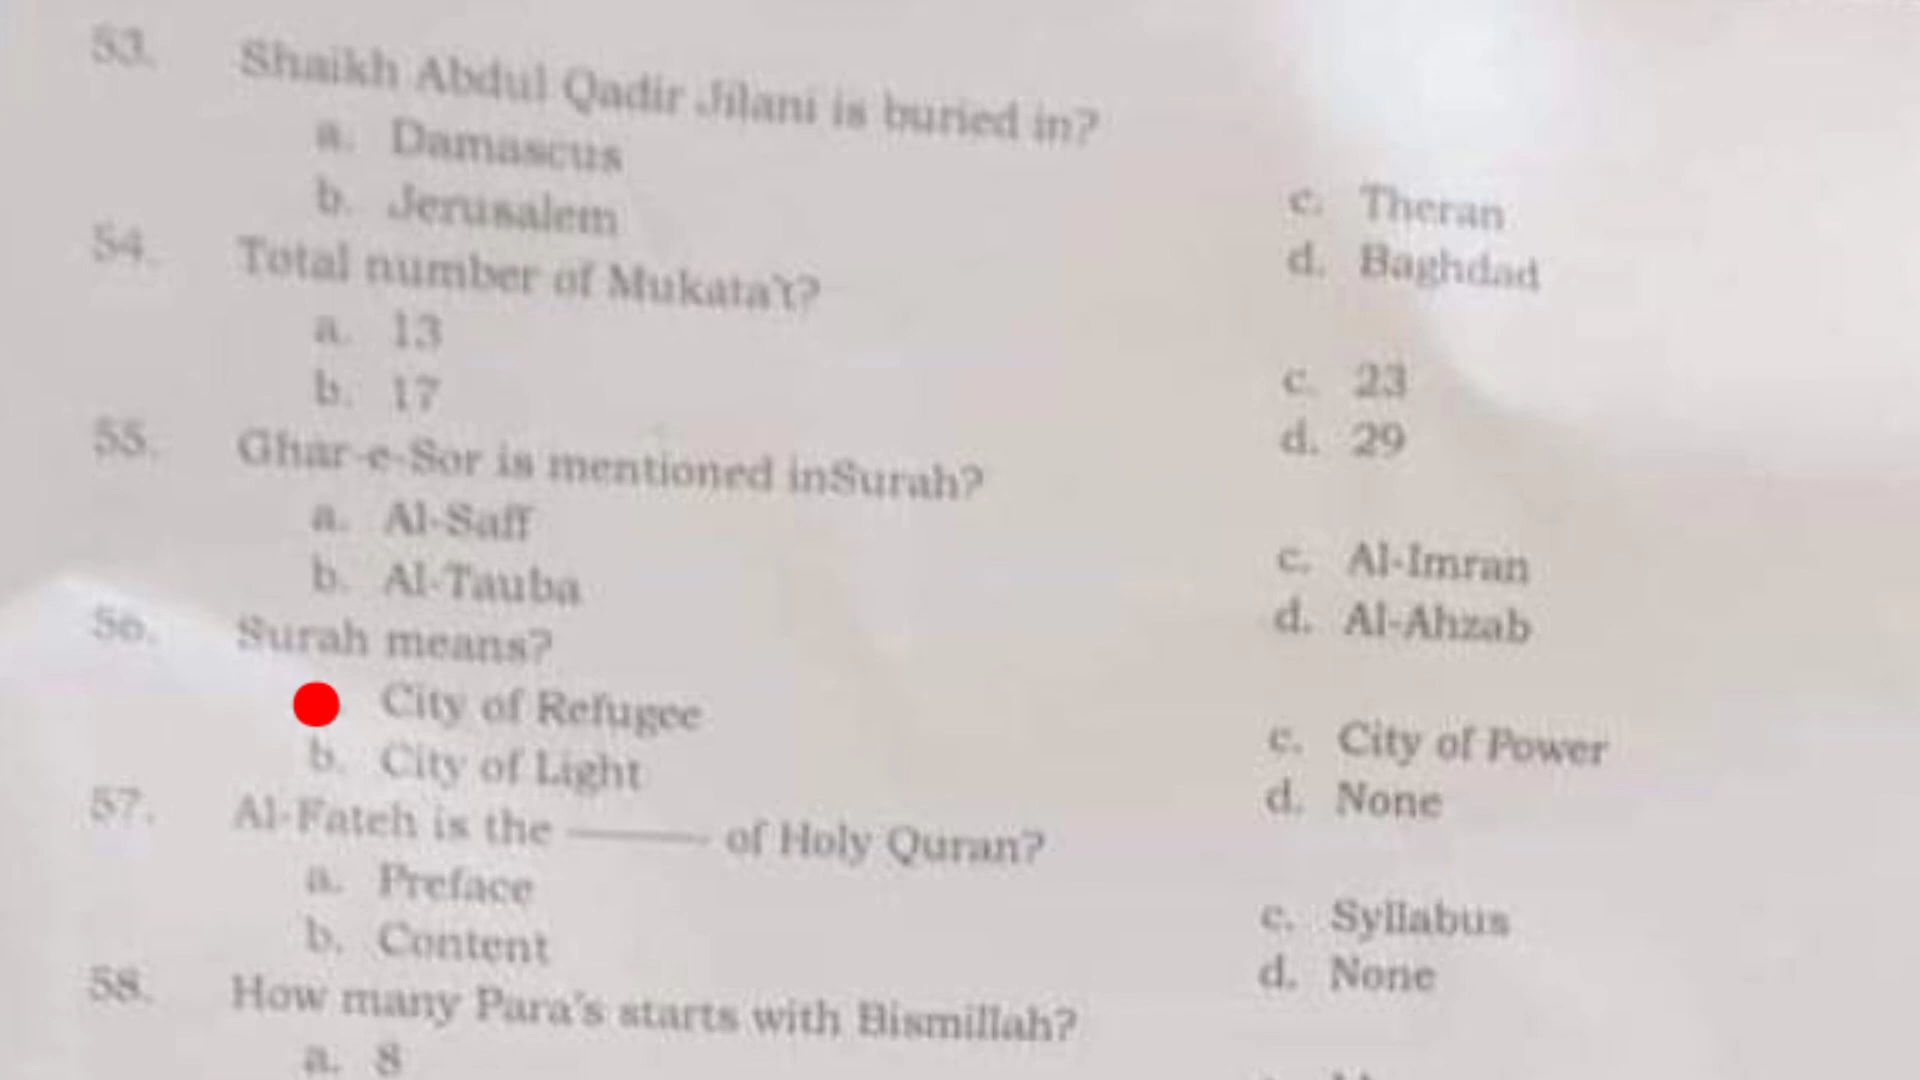 53. Shaikh Abdul Qadir Jilani is buried in?
a. Damascus
b. Jerusalem
c. Theran
d. Baghdad
54. Total number of Mukata't?
a. 13
b. 17
c. 23
d. 29
55. Ghar-e-Sor is mentioned inSurah?
a. Al-Saff
b. Al-Tauba
c. Al-Imran
d. Al-Ahzab
56. Surah means?
City of Refugee
b. City of Light
c. City of Power
d. None
57. Al-Fateh is the ——— of Holy Quran?
a. Preface
b. Content
c. Syllabus
d. None
58. How many Para's starts with Bismillah?
a. 8